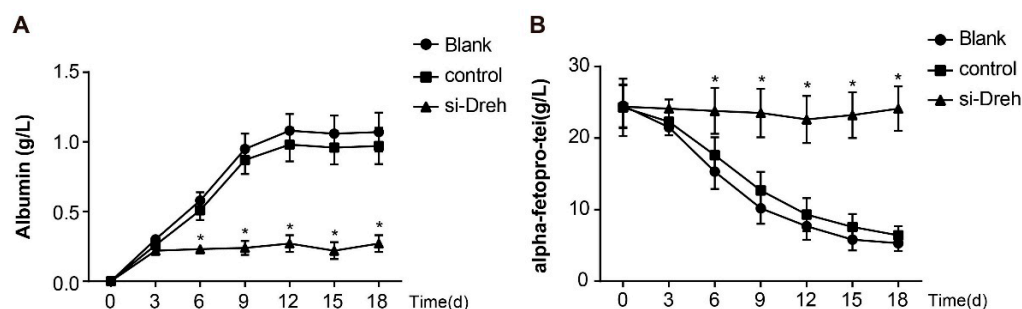 A
Blank
control
si-Dreh
Albumin (g/L)
1.5
1.0
0.5
0.0
* * * * *
0 3 6 9 12 15 18 Time(d)
B
Blank
control
si-Dreh
alpha-fetopro-tei(g/L)
30
20
10
0
* * * * *
0 3 6 9 12 15 18 Time(d)